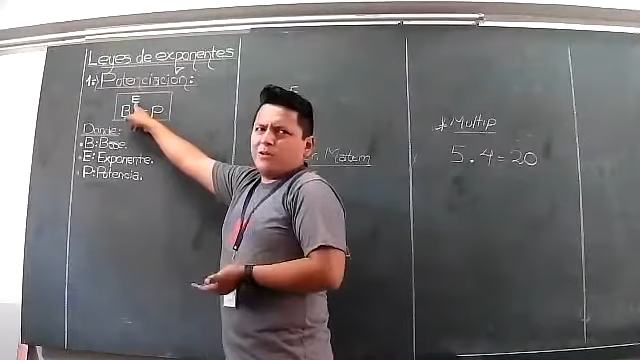 Leyes de exponentes
1.) Potenciación:
E
B = P
Donde:
• B: Base.
• E: Exponente.
• P: Potencia.
Matem
* Multip
5 . 4 = 20